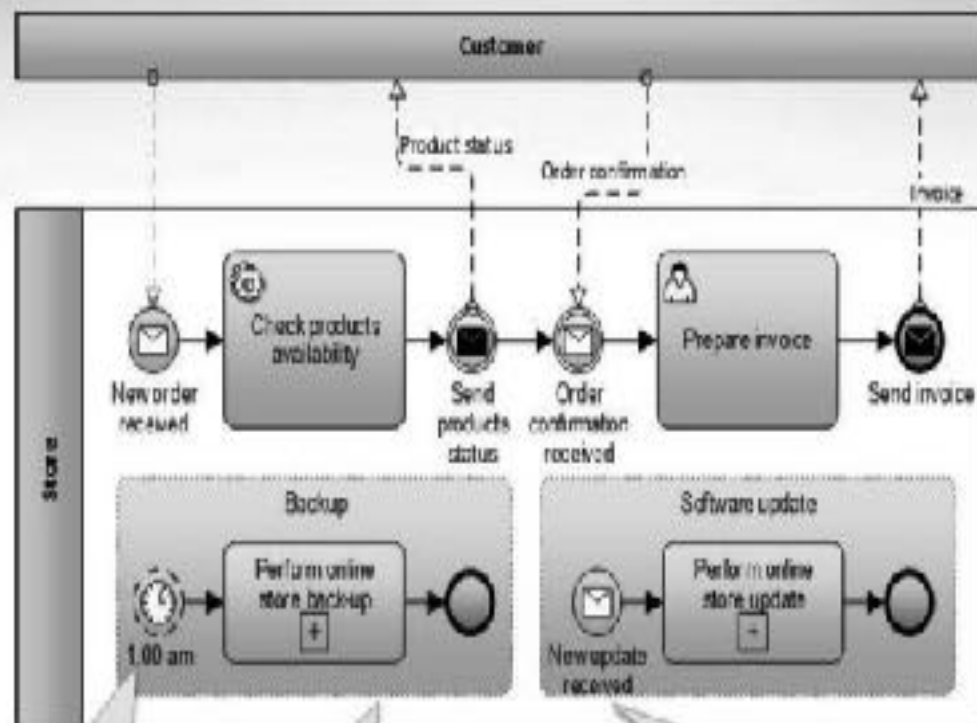 Customer
Product status
Order confirmation
Invoice
Store
Check products
availability
Prepare invoice
New order
received
Send
products
status
Order
confirmation
received
Send invoice
Backup
Perform online
store back-up
1.00 am
Software update
Perform online
store update
New update
received